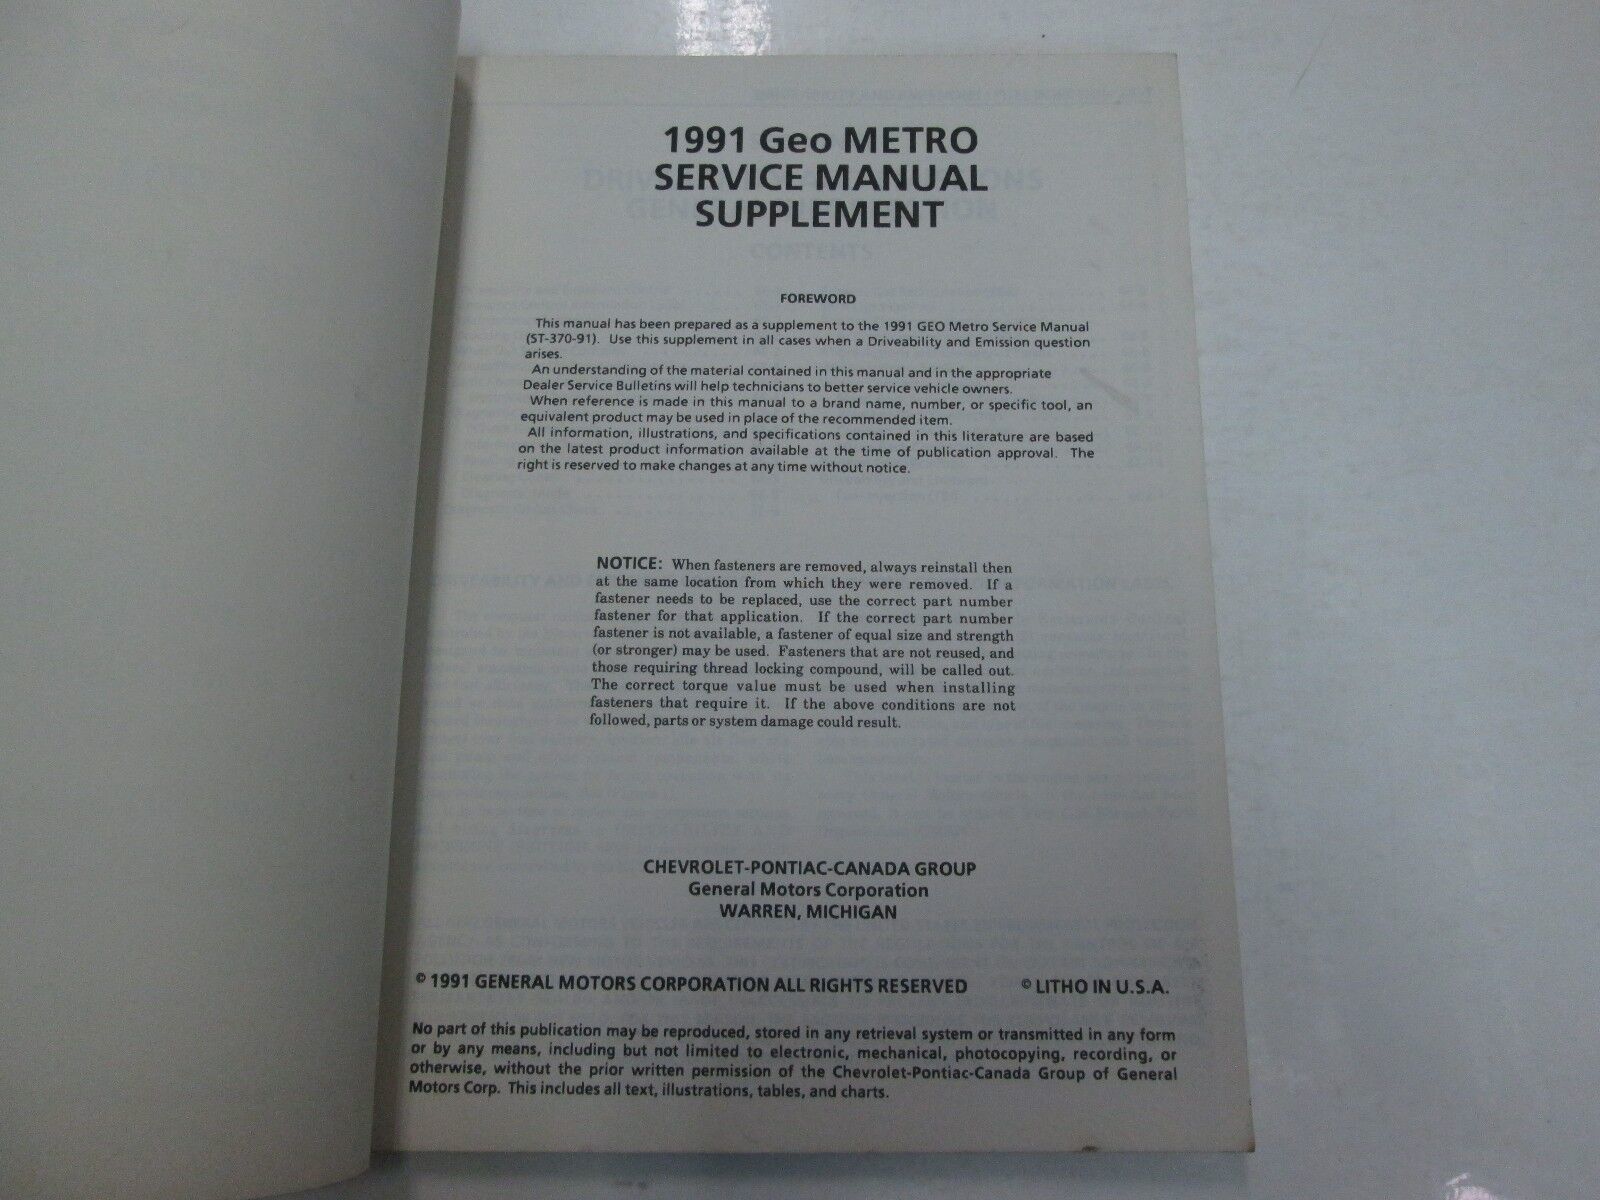 1991 Geo METRO
SERVICE MANUAL
SUPPLEMENT
CONTENTS
FOREWORD
This manual has been prepared as a supplement to the 1991 GEO Metro Service Manual
(ST-370-91). Use this supplement in all cases when a Driveability and Emission question
arises.
An understanding of the material contained in this manual and in the appropriate
Dealer Service Bulletins will help technicians to better service vehicle owners.
When reference is made in this manual to a brand name, number, or specific tool, an
equivalent product may be used in place of the recommended item.
All information, illustrations, and specifications contained in this literature are based
on the latest product information available at the time of publication approval. The
right is reserved to make changes at any time without notice.
NOTICE: When fasteners are removed, always reinstall then
at the same location from which they were removed. If a
fastener needs to be replaced, use the correct part number
fastener for that application. If the correct part number
fastener is not available, a fastener of equal size and strength
(or stronger) may be used. Fasteners that are not reused, and
those requiring thread locking compound, will be called out.
The correct torque value must be used when installing
fasteners that require it. If the above conditions are not
followed, parts or system damage could result.
CHEVROLET-PONTIAC-CANADA GROUP
General Motors Corporation
WARREN, MICHIGAN
© 1991 GENERAL MOTORS CORPORATION ALL RIGHTS RESERVED © LITHO IN U.S.A.
No part of this publication may be reproduced, stored in any retrieval system or transmitted in any form
or by any means, including but not limited to electronic, mechanical, photocopying, recording, or
otherwise, without the prior written permission of the Chevrolet-Pontiac-Canada Group of General
Motors Corp. This includes all text, illustrations, tables, and charts.